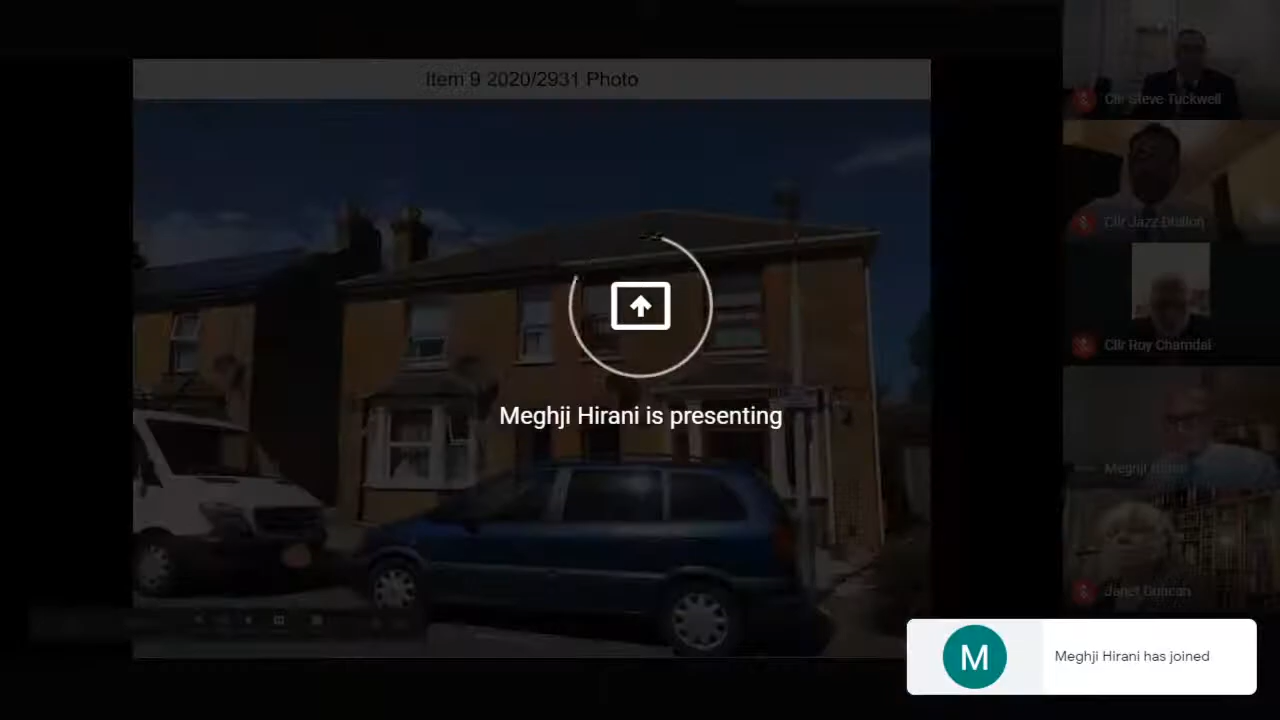 Item 9 2020/2931 Photo
Cllr Steve Tuckwell
Cllr Jazz Dhillon
Cllr Roy Chamdal
Meghji Hirani is presenting
Meghji Hirani
Janet Duncan
M
Meghji Hirani has joined